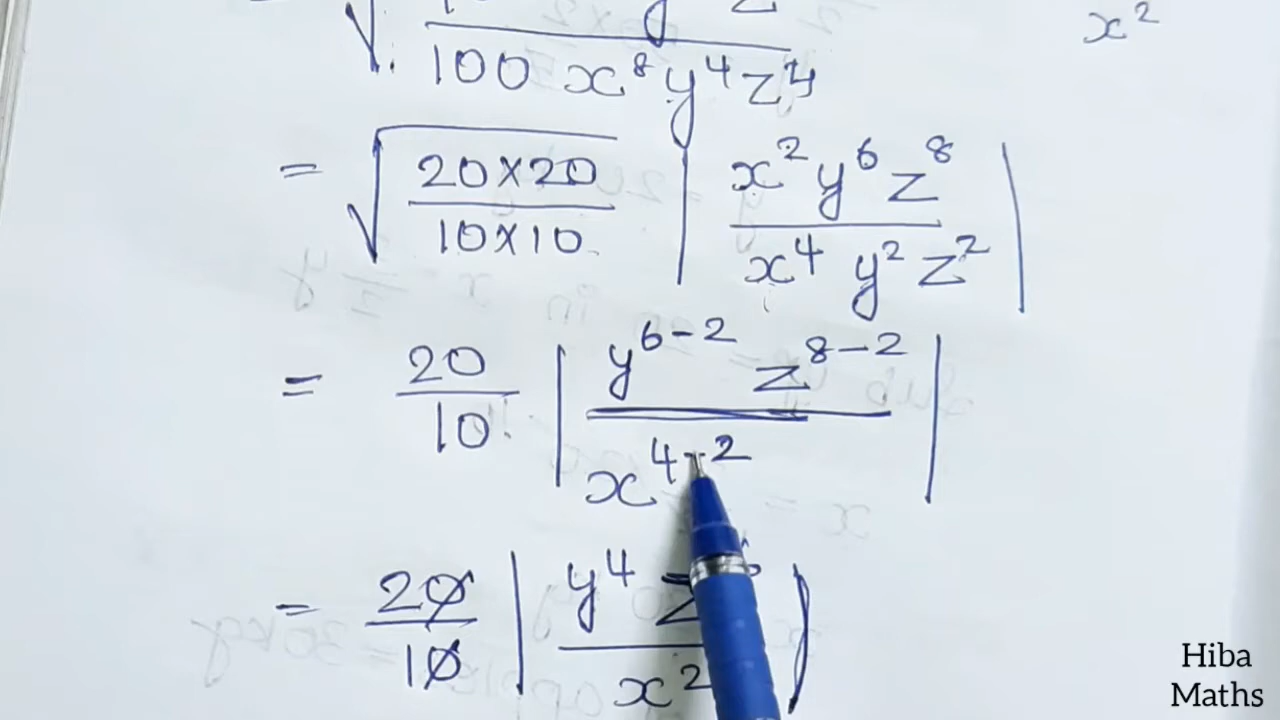 x²
100 x⁸ y⁴ z⁴
= √(20×20 / 10×10) | x² y⁶ z⁸ / x⁴ y² z² |
= 20/10 | y⁶⁻² z⁸⁻² / x⁴⁻² |
= 20/10 | y⁴ z / x² |
Hiba
Maths